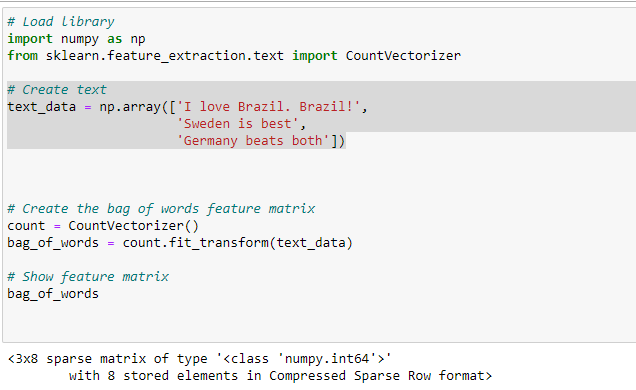 # Load library
import numpy as np
from sklearn.feature_extraction.text import CountVectorizer
# Create text
text_data = np.array(['I love Brazil. Brazil!',
'Sweden is best',
'Germany beats both'])
# Create the bag of words feature matrix
count = CountVectorizer()
bag_of_words = count.fit_transform(text_data)
# Show feature matrix
bag_of_words
<3x8 sparse matrix of type '<class 'numpy.int64'>'
with 8 stored elements in Compressed Sparse Row format>